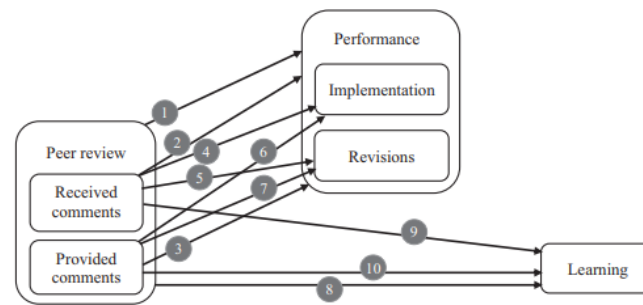 Performance
Implementation
1
2
4
6
Peer review
Revisions
5
7
Received
comments
3
9
Provided
comments
10
Learning
8